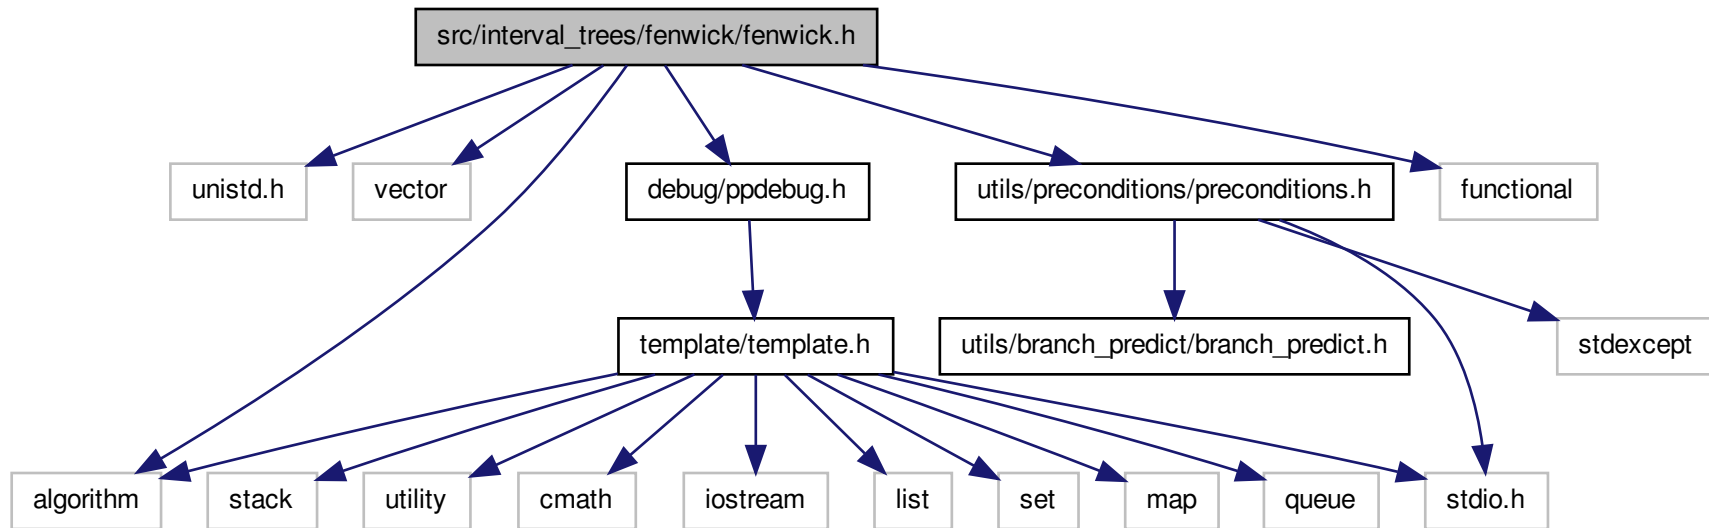 src/interval_trees/fenwick/fenwick.h
unistd.h
vector
debug/ppdebug.h
utils/preconditions/preconditions.h
functional
template/template.h
utils/branch_predict/branch_predict.h
stdexcept
algorithm
stack
utility
cmath
iostream
list
set
map
queue
stdio.h